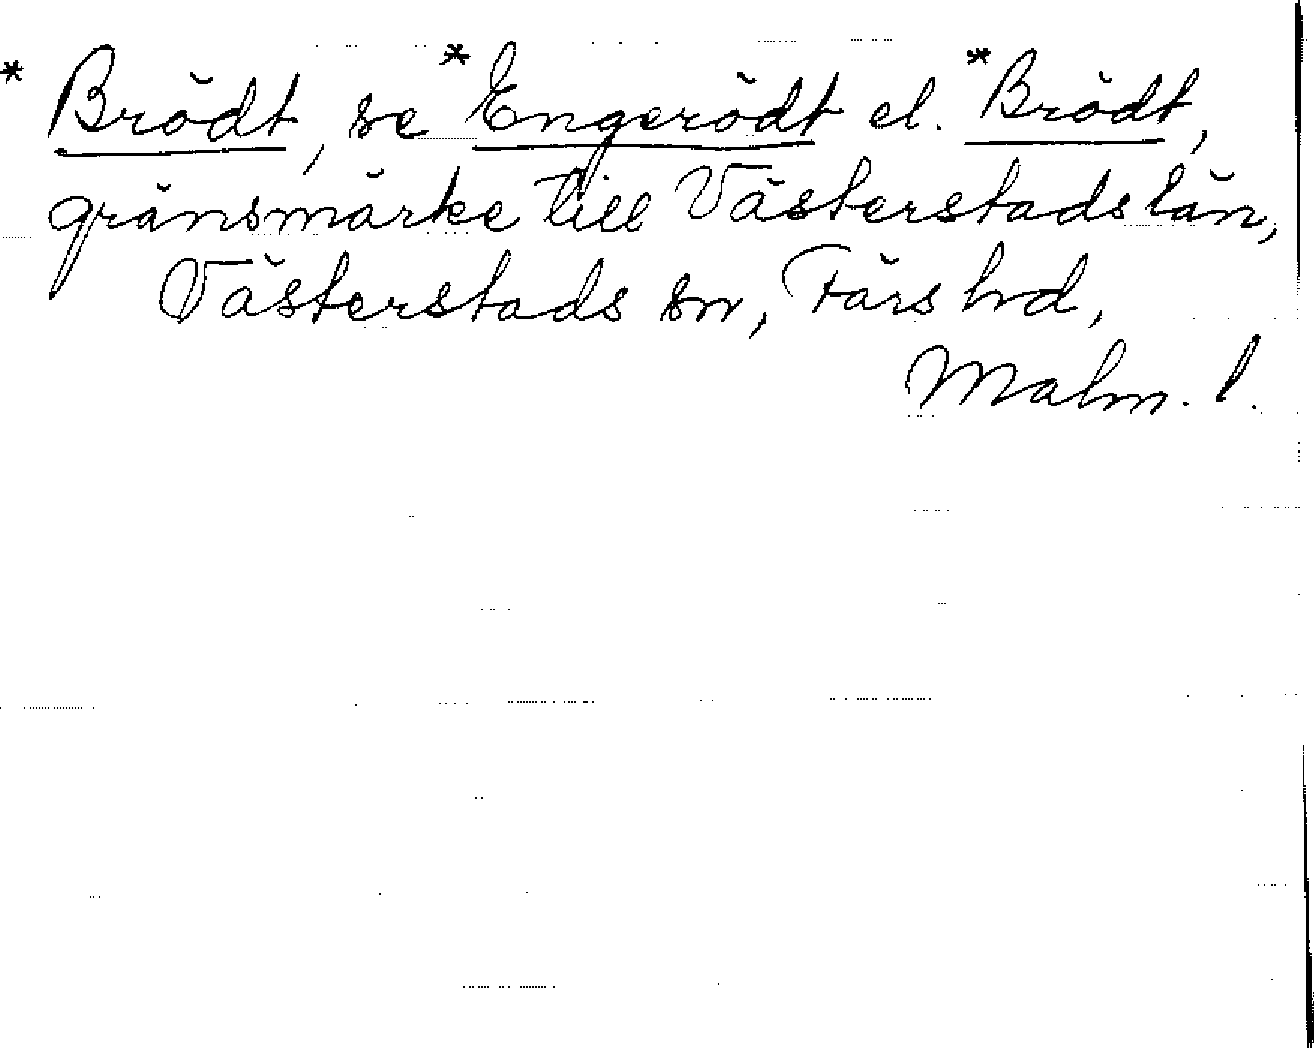 * Brödt, se *Engerödt el. *Brödt,
gränsmärke till Västerstads län,
Västerstads sn, Färs hd,
Malm. l.